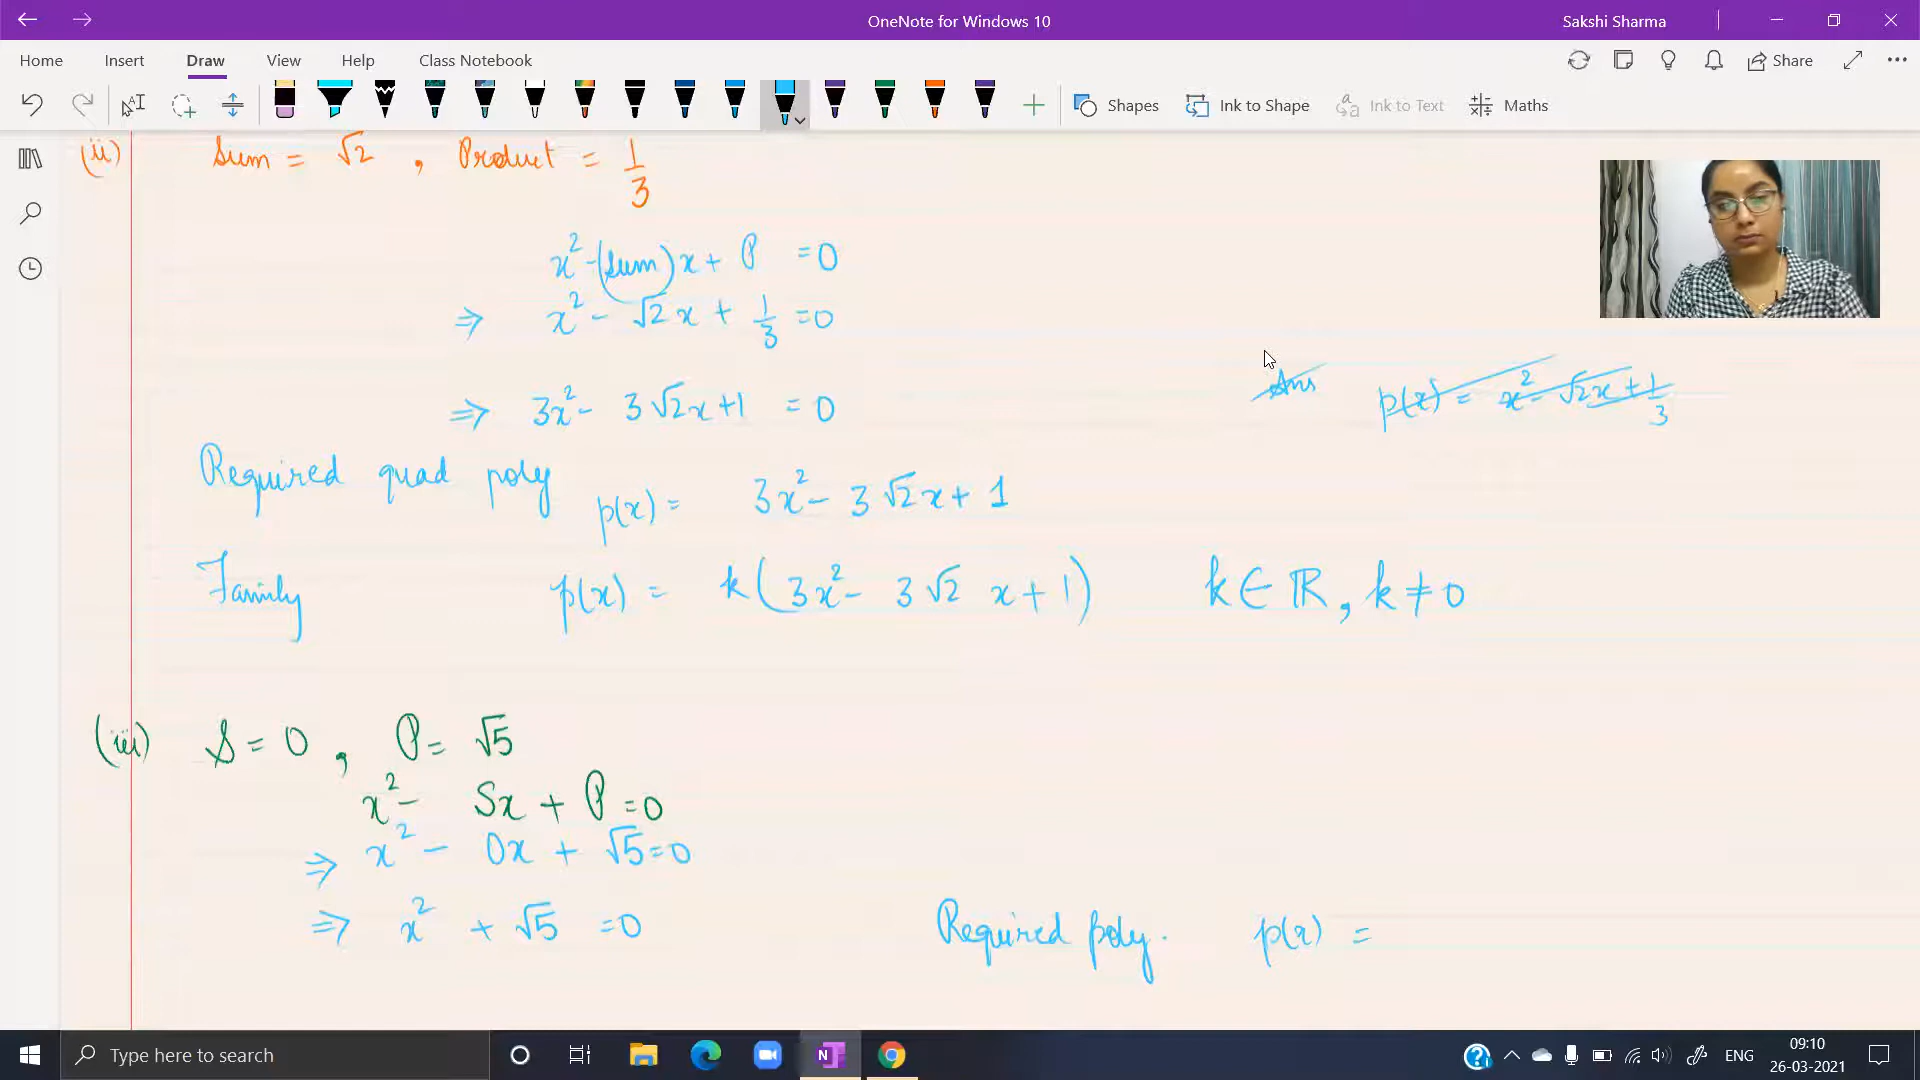 OneNote for Windows 10
Sakshi Sharma
Home Insert Draw View Help Class Notebook
Share
Shapes Ink to Shape Ink to Text Maths
(ii) Sum = √2 , Product = 1/3
x² - (Sum)x + P = 0
⇒ x² - √2x + 1/3 = 0
Ans p(x) = x² - √2x + 1/3
⇒ 3x² - 3√2x+1 = 0
Required quad poly p(x) = 3x² - 3√2x + 1
Family p(x) = k(3x² - 3√2 x+1) k ∈ ℝ, k ≠ 0
(iii) S = 0 , P = √5
x² - Sx + P = 0
⇒ x² - 0x + √5 = 0
⇒ x² + √5 = 0
Required poly. p(x) =
Type here to search
ENG
09:10
26-03-2021